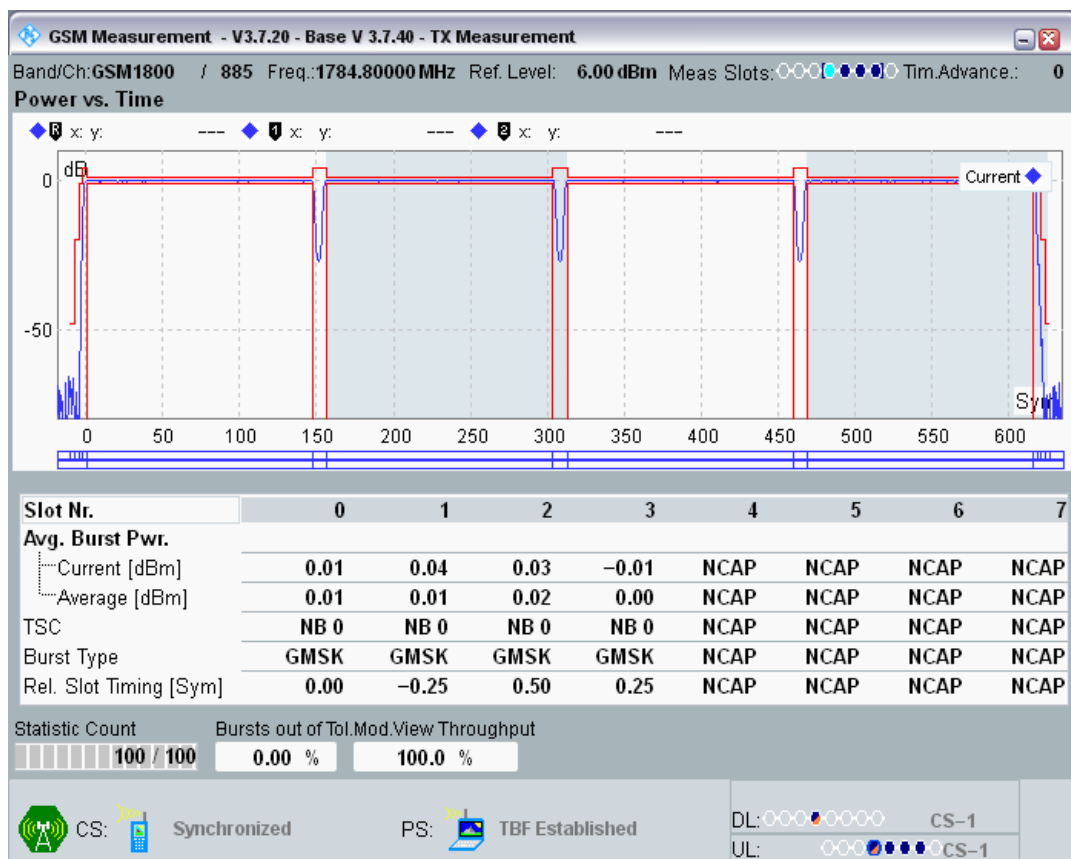 GSM Measurement - V3.7.20 - Base V 3.7.40 - TX Measurement
Band/Ch:GSM1800 / 885 Freq.:1784.80000 MHz Ref. Level: 6.00 dBm Meas Slots: Tim.Advance.: 0
Power vs. Time
R x: y: --- 1 x: y: --- 2 x: y: ---
dB
Current
0
-50
Sym
0 50 100 150 200 250 300 350 400 450 500 550 600
Slot Nr. 0 1 2 3 4 5 6 7
Avg. Burst Pwr.
Current [dBm] 0.01 0.04 0.03 −0.01 NCAP NCAP NCAP NCAP
Average [dBm] 0.01 0.01 0.02 0.00 NCAP NCAP NCAP NCAP
TSC NB 0 NB 0 NB 0 NB 0 NCAP NCAP NCAP NCAP
Burst Type GMSK GMSK GMSK GMSK NCAP NCAP NCAP NCAP
Rel. Slot Timing [Sym] 0.00 −0.25 0.50 0.25 NCAP NCAP NCAP NCAP
Statistic Count Bursts out of Tol.Mod.View Throughput
100 / 100 0.00 % 100.0 %
CS: Synchronized PS: TBF Established DL: CS−1
UL: CS−1